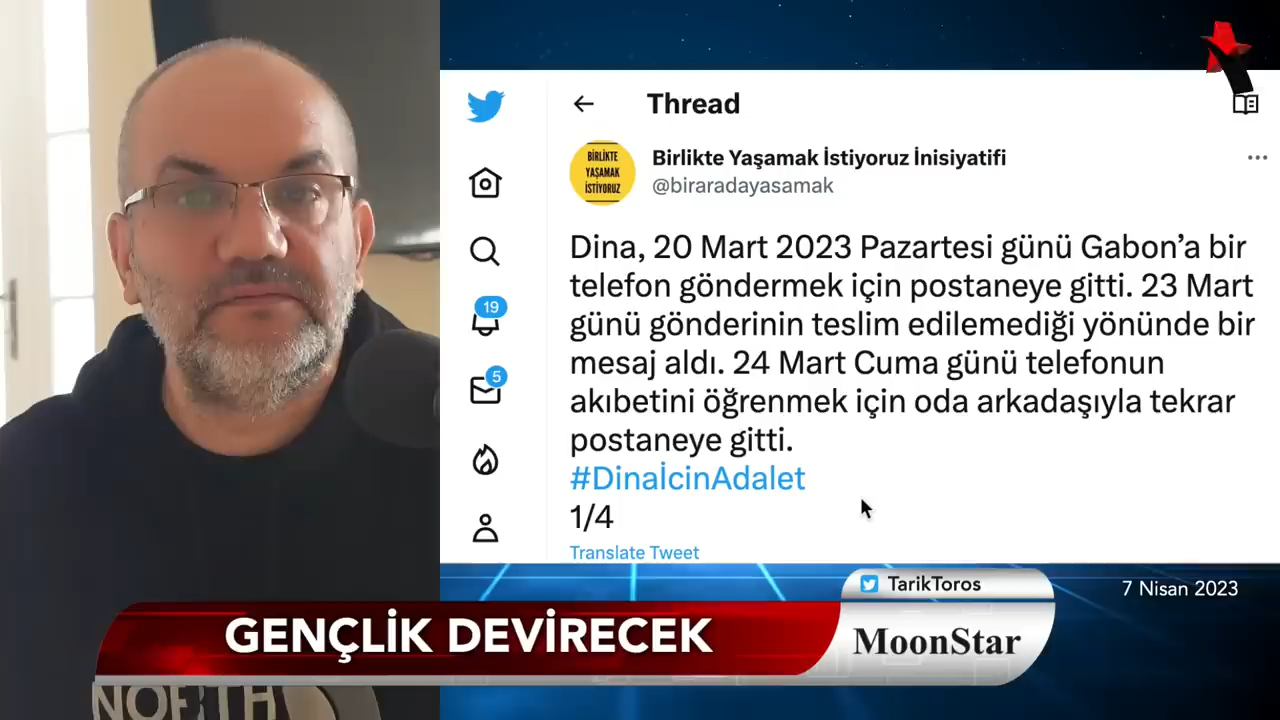 Thread
BİRLİKTE
YAŞAMAK
İSTİYORUZ
Birlikte Yaşamak İstiyoruz İnisiyatifi
@biraradayasamak
Dina, 20 Mart 2023 Pazartesi günü Gabon’a bir
telefon göndermek için postaneye gitti. 23 Mart
günü gönderinin teslim edilemediği yönünde bir
mesaj aldı. 24 Mart Cuma günü telefonun
akıbetini öğrenmek için oda arkadaşıyla tekrar
postaneye gitti.
#DinaİcinAdalet
1/4
Translate Tweet
19
5
TarikToros
7 Nisan 2023
GENÇLİK DEVİRECEK
MoonStar